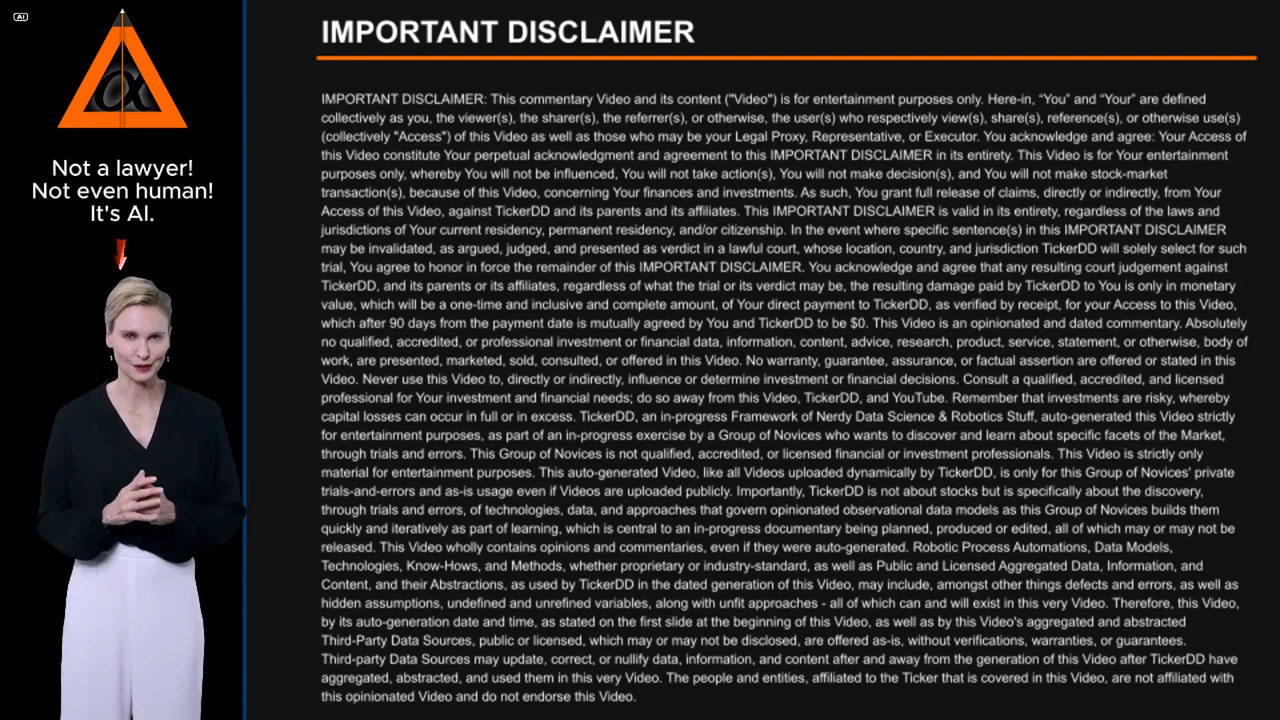 AI
IMPORTANT DISCLAIMER
α
Not a lawyer!
Not even human!
It's AI.
IMPORTANT DISCLAIMER: This commentary Video and its content ("Video") is for entertainment purposes only. Here-in, “You” and “Your” are defined
collectively as you, the viewer(s), the sharer(s), the referrer(s), or otherwise, the user(s) who respectively view(s), share(s), reference(s), or otherwise use(s)
(collectively "Access") of this Video as well as those who may be your Legal Proxy, Representative, or Executor. You acknowledge and agree: Your Access of
this Video constitute Your perpetual acknowledgment and agreement to this IMPORTANT DISCLAIMER in its entirety. This Video is for Your entertainment
purposes only, whereby You will not be influenced, You will not take action(s), You will not make decision(s), and You will not make stock-market
transaction(s), because of this Video, concerning Your finances and investments. As such, You grant full release of claims, directly or indirectly, from Your
Access of this Video, against TickerDD and its parents and its affiliates. This IMPORTANT DISCLAIMER is valid in its entirety, regardless of the laws and
jurisdictions of Your current residency, permanent residency, and/or citizenship. In the event where specific sentence(s) in this IMPORTANT DISCLAIMER
may be invalidated, as argued, judged, and presented as verdict in a lawful court, whose location, country, and jurisdiction TickerDD will solely select for such
trial, You agree to honor in force the remainder of this IMPORTANT DISCLAIMER. You acknowledge and agree that any resulting court judgement against
TickerDD, and its parents or its affiliates, regardless of what the trial or its verdict may be, the resulting damage paid by TickerDD to You is only in monetary
value, which will be a one-time and inclusive and complete amount, of Your direct payment to TickerDD, as verified by receipt, for your Access to this Video,
which after 90 days from the payment date is mutually agreed by You and TickerDD to be $0. This Video is an opinionated and dated commentary. Absolutely
no qualified, accredited, or professional investment or financial data, information, content, advice, research, product, service, statement, or otherwise, body of
work, are presented, marketed, sold, consulted, or offered in this Video. No warranty, guarantee, assurance, or factual assertion are offered or stated in this
Video. Never use this Video to, directly or indirectly, influence or determine investment or financial decisions. Consult a qualified, accredited, and licensed
professional for Your investment and financial needs; do so away from this Video, TickerDD, and YouTube. Remember that investments are risky, whereby
capital losses can occur in full or in excess. TickerDD, an in-progress Framework of Nerdy Data Science & Robotics Stuff, auto-generated this Video strictly
for entertainment purposes, as part of an in-progress exercise by a Group of Novices who wants to discover and learn about specific facets of the Market,
through trials and errors. This Group of Novices is not qualified, accredited, or licensed financial or investment professionals. This Video is strictly only
material for entertainment purposes. This auto-generated Video, like all Videos uploaded dynamically by TickerDD, is only for this Group of Novices' private
trials-and-errors and as-is usage even if Videos are uploaded publicly. Importantly, TickerDD is not about stocks but is specifically about the discovery,
through trials and errors, of technologies, data, and approaches that govern opinionated observational data models as this Group of Novices builds them
quickly and iteratively as part of learning, which is central to an in-progress documentary being planned, produced or edited, all of which may or may not be
released. This Video wholly contains opinions and commentaries, even if they were auto-generated. Robotic Process Automations, Data Models,
Technologies, Know-Hows, and Methods, whether proprietary or industry-standard, as well as Public and Licensed Aggregated Data, Information, and
Content, and their Abstractions, as used by TickerDD in the dated generation of this Video, may include, amongst other things defects and errors, as well as
hidden assumptions, undefined and unrefined variables, along with unfit approaches - all of which can and will exist in this very Video. Therefore, this Video,
by its auto-generation date and time, as stated on the first slide at the beginning of this Video, as well as by this Video's aggregated and abstracted
Third-Party Data Sources, public or licensed, which may or may not be disclosed, are offered as-is, without verifications, warranties, or guarantees.
Third-party Data Sources may update, correct, or nullify data, information, and content after and away from the generation of this Video after TickerDD have
aggregated, abstracted, and used them in this very Video. The people and entities, affiliated to the Ticker that is covered in this Video, are not affiliated with
this opinionated Video and do not endorse this Video.